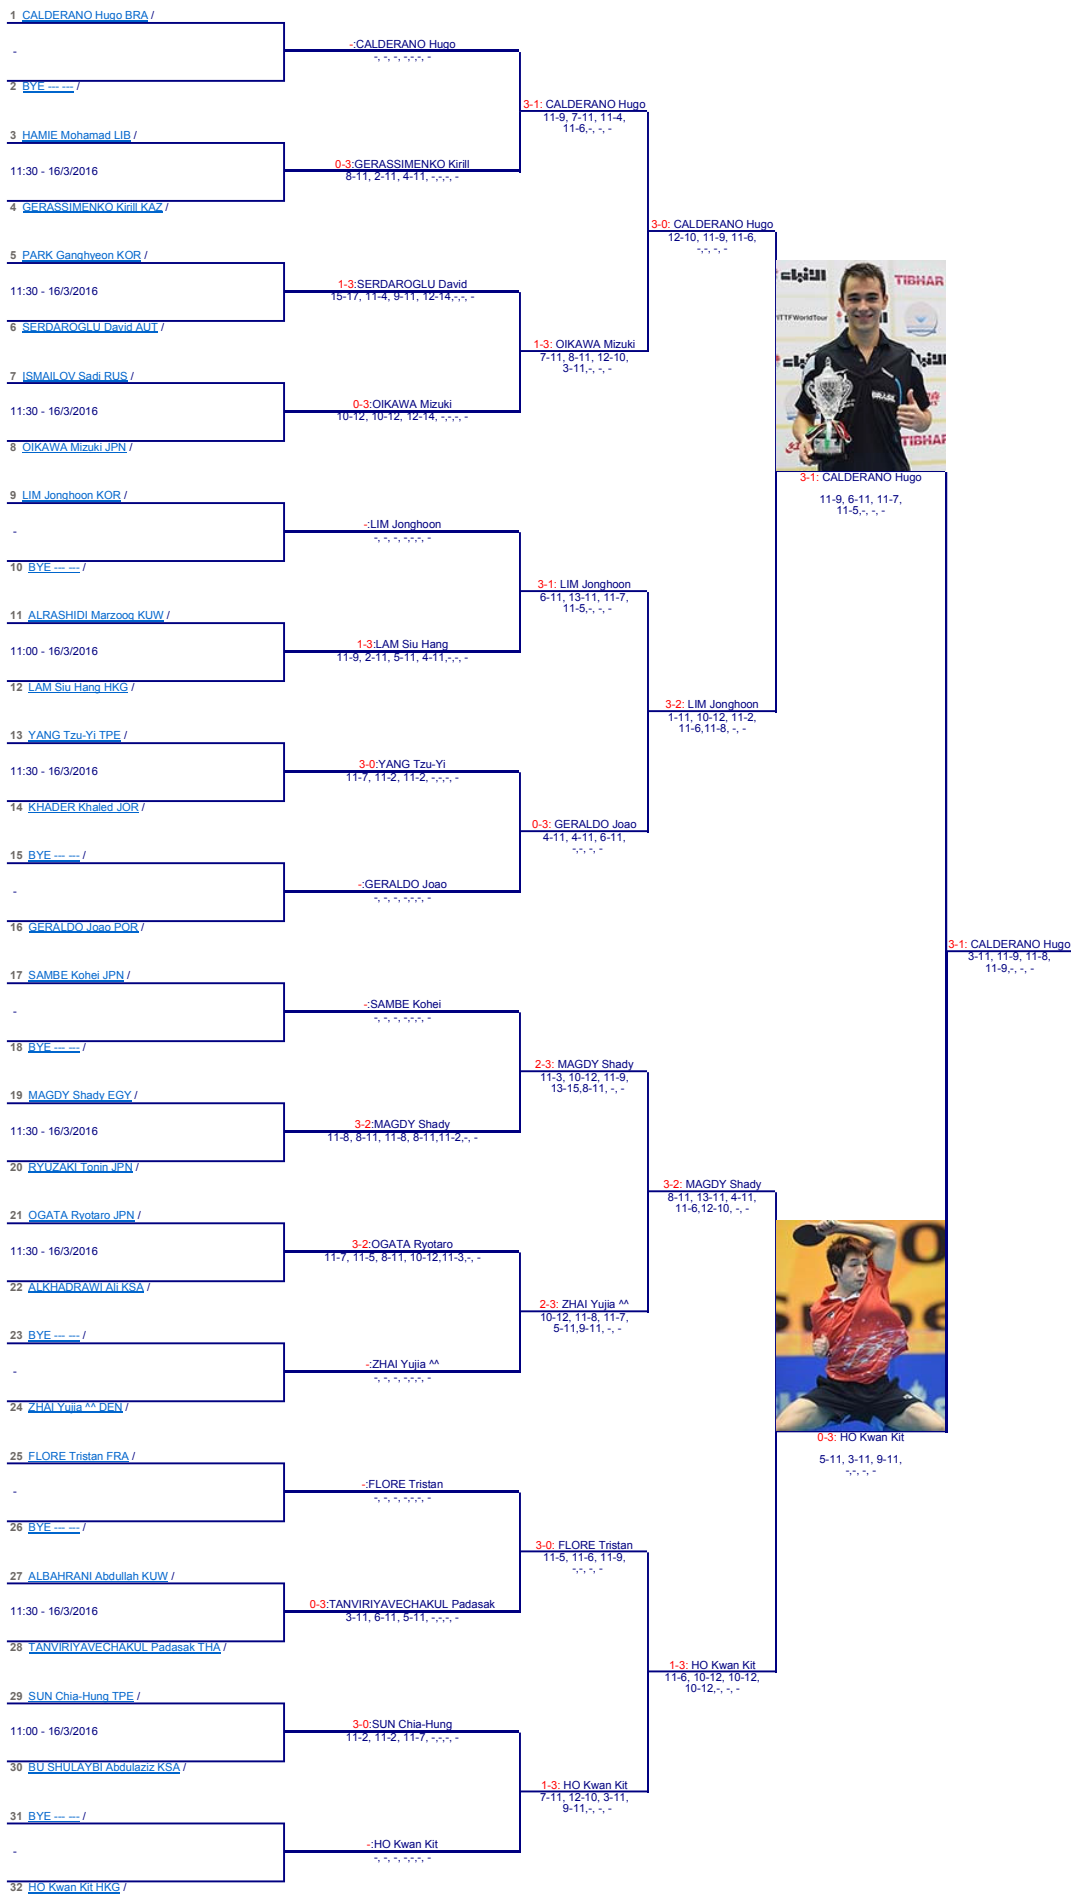 1 CALDERANO Hugo BRA /
-
2 BYE --- --- /
3 HAMIE Mohamad LIB /
11:30 - 16/3/2016
4 GERASSIMENKO Kirill KAZ /
5 PARK Ganghyeon KOR /
11:30 - 16/3/2016
6 SERDAROGLU David AUT /
7 ISMAILOV Sadi RUS /
11:30 - 16/3/2016
8 OIKAWA Mizuki JPN /
9 LIM Jonghoon KOR /
-
10 BYE --- --- /
11 ALRASHIDI Marzooq KUW /
11:00 - 16/3/2016
12 LAM Siu Hang HKG /
13 YANG Tzu-Yi TPE /
11:30 - 16/3/2016
14 KHADER Khaled JOR /
15 BYE --- --- /
-
16 GERALDO Joao POR /
17 SAMBE Kohei JPN /
-
18 BYE --- --- /
19 MAGDY Shady EGY /
11:30 - 16/3/2016
20 RYUZAKI Tonin JPN /
21 OGATA Ryotaro JPN /
11:30 - 16/3/2016
22 ALKHADRAWI Ali KSA /
23 BYE --- --- /
-
24 ZHAI Yujia ^^ DEN /
25 FLORE Tristan FRA /
-
26 BYE --- --- /
27 ALBAHRANI Abdullah KUW /
11:30 - 16/3/2016
28 TANVIRIYAVECHAKUL Padasak THA /
29 SUN Chia-Hung TPE /
11:00 - 16/3/2016
30 BU SHULAYBI Abdulaziz KSA /
31 BYE --- --- /
-
32 HO Kwan Kit HKG /
-:CALDERANO Hugo
-, -, -, -,-,-, -
0-3:GERASSIMENKO Kirill
8-11, 2-11, 4-11, -,-,-, -
1-3:SERDAROGLU David
15-17, 11-4, 9-11, 12-14,-,-, -
0-3:OIKAWA Mizuki
10-12, 10-12, 12-14, -,-,-, -
-:LIM Jonghoon
-, -, -, -,-,-, -
1-3:LAM Siu Hang
11-9, 2-11, 5-11, 4-11,-,-, -
3-0:YANG Tzu-Yi
11-7, 11-2, 11-2, -,-,-, -
-:GERALDO Joao
-, -, -, -,-,-, -
-:SAMBE Kohei
-, -, -, -,-,-, -
3-2:MAGDY Shady
11-8, 8-11, 11-8, 8-11,11-2,-, -
3-2:OGATA Ryotaro
11-7, 11-5, 8-11, 10-12,11-3,-, -
-:ZHAI Yujia ^^
-, -, -, -,-,-, -
-:FLORE Tristan
-, -, -, -,-,-, -
0-3:TANVIRIYAVECHAKUL Padasak
3-11, 6-11, 5-11, -,-,-, -
3-0:SUN Chia-Hung
11-2, 11-2, 11-7, -,-,-, -
-:HO Kwan Kit
-, -, -, -,-,-, -
3-1: CALDERANO Hugo
11-9, 7-11, 11-4,
11-6,-, -, -
1-3: OIKAWA Mizuki
7-11, 8-11, 12-10,
3-11,-, -, -
3-1: LIM Jonghoon
6-11, 13-11, 11-7,
11-5,-, -, -
0-3: GERALDO Joao
4-11, 4-11, 6-11,
-,-, -, -
2-3: MAGDY Shady
11-3, 10-12, 11-9,
13-15,8-11, -, -
2-3: ZHAI Yujia ^^
10-12, 11-8, 11-7,
5-11,9-11, -, -
3-0: FLORE Tristan
11-5, 11-6, 11-9,
-,-, -, -
1-3: HO Kwan Kit
7-11, 12-10, 3-11,
9-11,-, -, -
3-0: CALDERANO Hugo
12-10, 11-9, 11-6,
-,-, -, -
3-2: LIM Jonghoon
1-11, 10-12, 11-2,
11-6,11-8, -, -
3-2: MAGDY Shady
8-11, 13-11, 4-11,
11-6,12-10, -, -
1-3: HO Kwan Kit
11-6, 10-12, 10-12,
10-12,-, -, -
TIBHAR
ITTFWorldTour
BRASIL
TIBHAR
3-1: CALDERANO Hugo
11-9, 6-11, 11-7,
11-5,-, -, -
0-3: HO Kwan Kit
5-11, 3-11, 9-11,
-,-, -, -
3-1: CALDERANO Hugo
3-11, 11-9, 11-8,
11-9,-, -, -